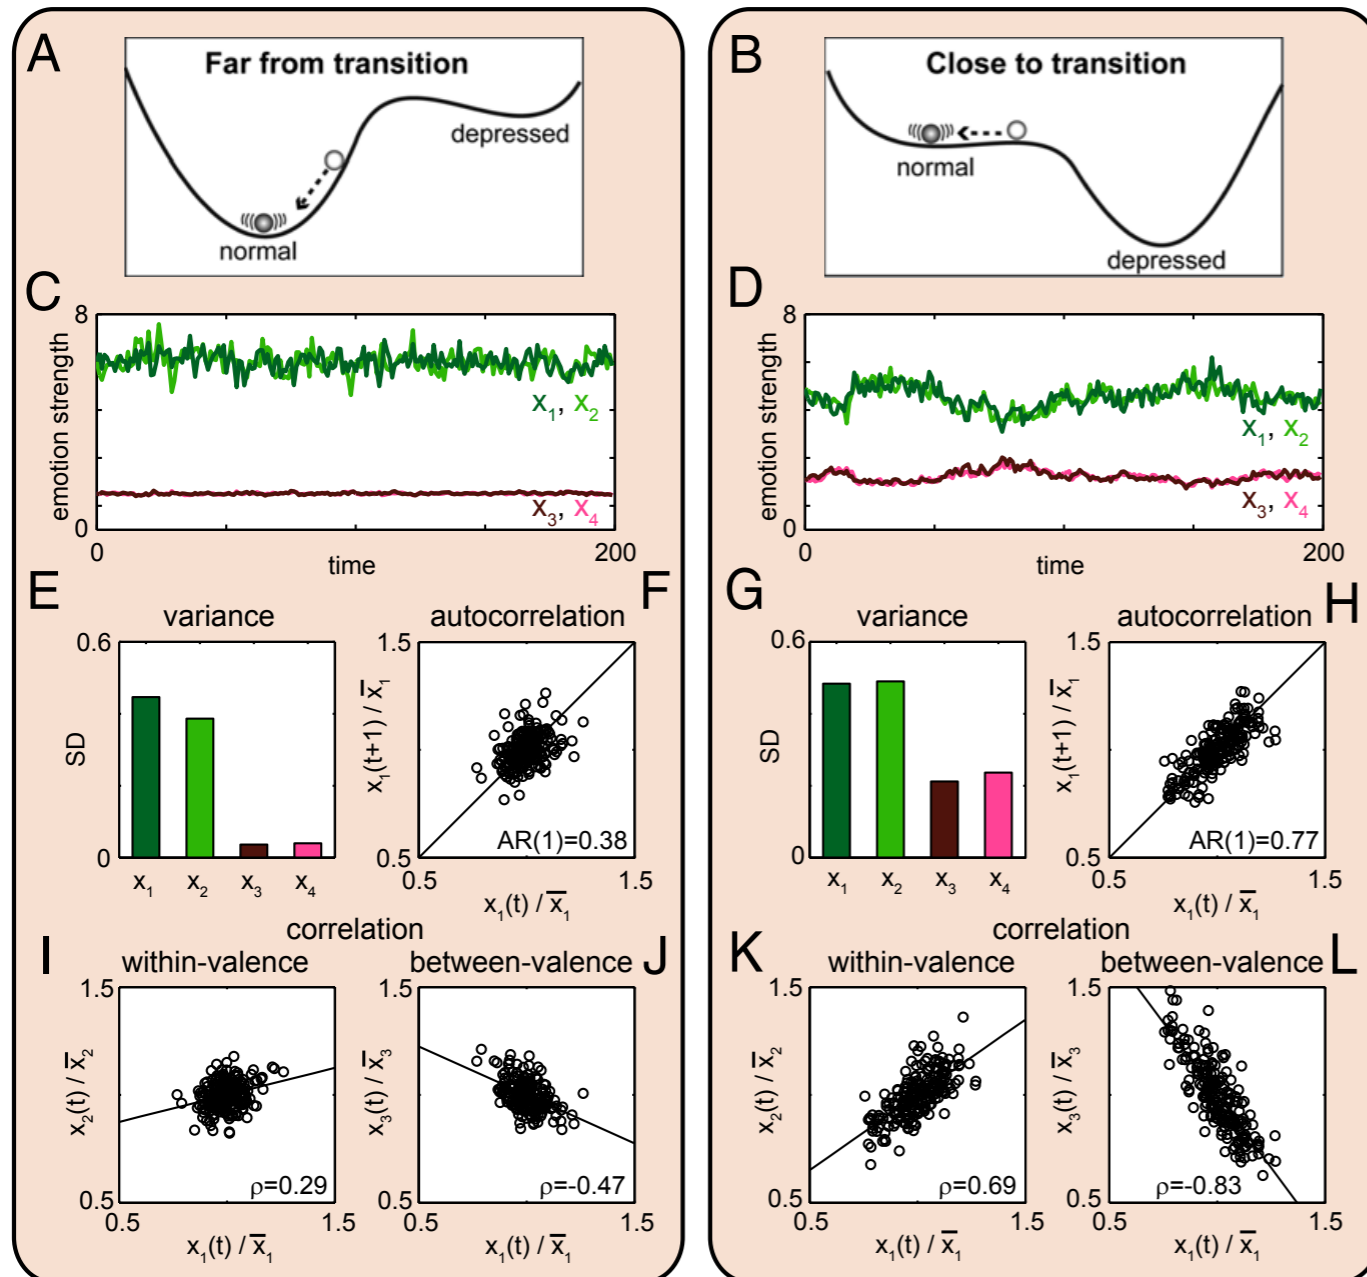 A
Far from transition
depressed
normal
B
Close to transition
normal
depressed
C
8
emotion strength
x₁, x₂
x₃, x₄
0
0
200
time
D
8
emotion strength
x₁, x₂
x₃, x₄
0
0
200
time
E
variance
0.6
SD
0
x₁ x₂ x₃ x₄
F
autocorrelation
1.5
x₁(t+1) / x̅₁
AR(1)=0.38
0.5
0.5
1.5
x₁(t) / x̅₁
G
variance
0.6
SD
0
x₁ x₂ x₃ x₄
H
autocorrelation
1.5
x₁(t+1) / x̅₁
AR(1)=0.77
0.5
0.5
1.5
x₁(t) / x̅₁
correlation
I
within-valence
1.5
x₂(t) / x̅₂
ρ=0.29
0.5
0.5
1.5
x₁(t) / x̅₁
between-valence
J
1.5
x₃(t) / x̅₃
ρ=-0.47
0.5
0.5
1.5
x₁(t) / x̅₁
correlation
K
within-valence
1.5
x₂(t) / x̅₂
ρ=0.69
0.5
0.5
1.5
x₁(t) / x̅₁
between-valence
L
1.5
x₃(t) / x̅₃
ρ=-0.83
0.5
0.5
1.5
x₁(t) / x̅₁